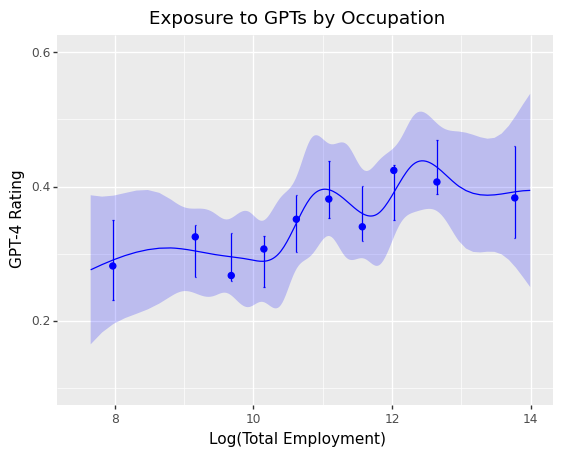 Exposure to GPTs by Occupation
0.6
0.4
0.2
GPT-4 Rating
8 10 12 14
Log(Total Employment)